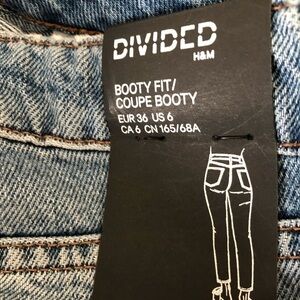 DIVIDED
H&M
BOOTY FIT/
COUPE BOOTY
EUR 36 US 6
CA 6 CN 165/68A